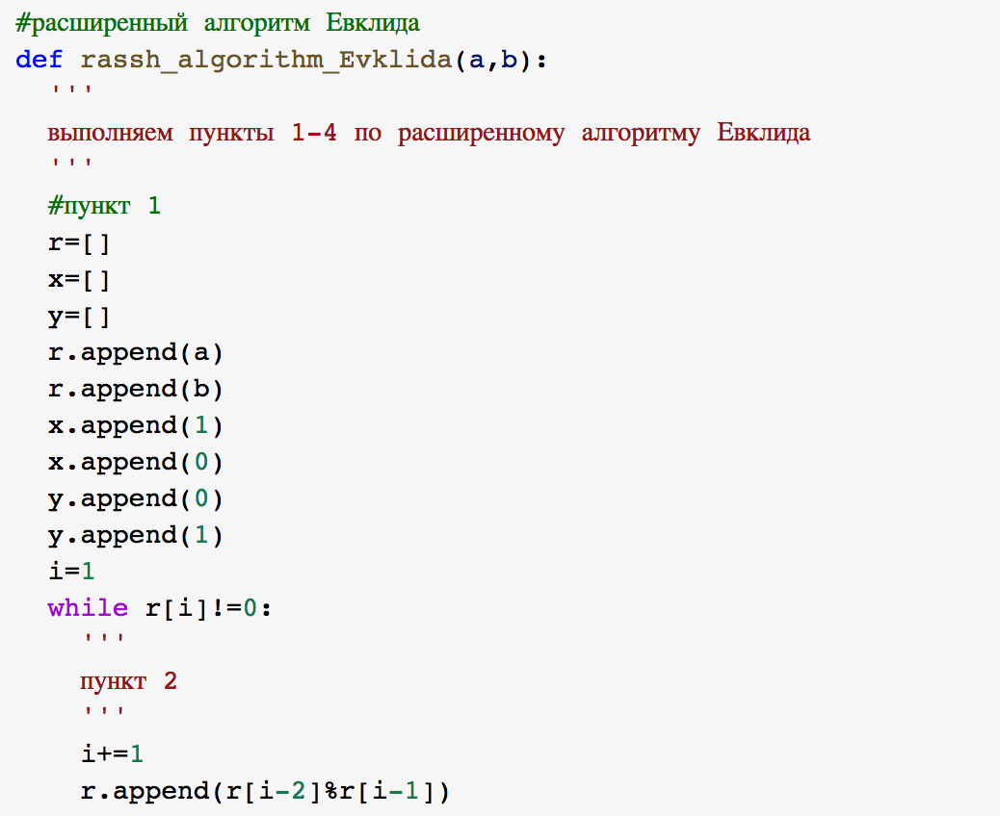 #расширенный алгоритм Евклида
def rassh_algorithm_Evklida(a,b):
'''
выполняем пункты 1-4 по расширенному алгоритму Евклида
'''
#пункт 1
r=[]
x=[]
y=[]
r.append(a)
r.append(b)
x.append(1)
x.append(0)
y.append(0)
y.append(1)
i=1
while r[i]!=0:
'''
пункт 2
'''
i+=1
r.append(r[i-2]%r[i-1])